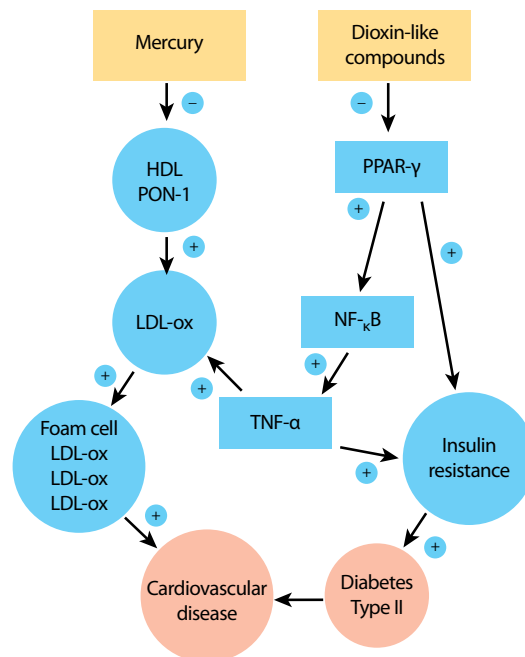 Mercury
Dioxin-like
compounds
−
−
HDL
PON-1
PPAR-γ
+
+
+
LDL-ox
NF-κB
+
+
+
TNF-α
Foam cell
LDL-ox
LDL-ox
LDL-ox
Insulin
resistance
+
+
+
Cardiovascular
disease
Diabetes
Type II